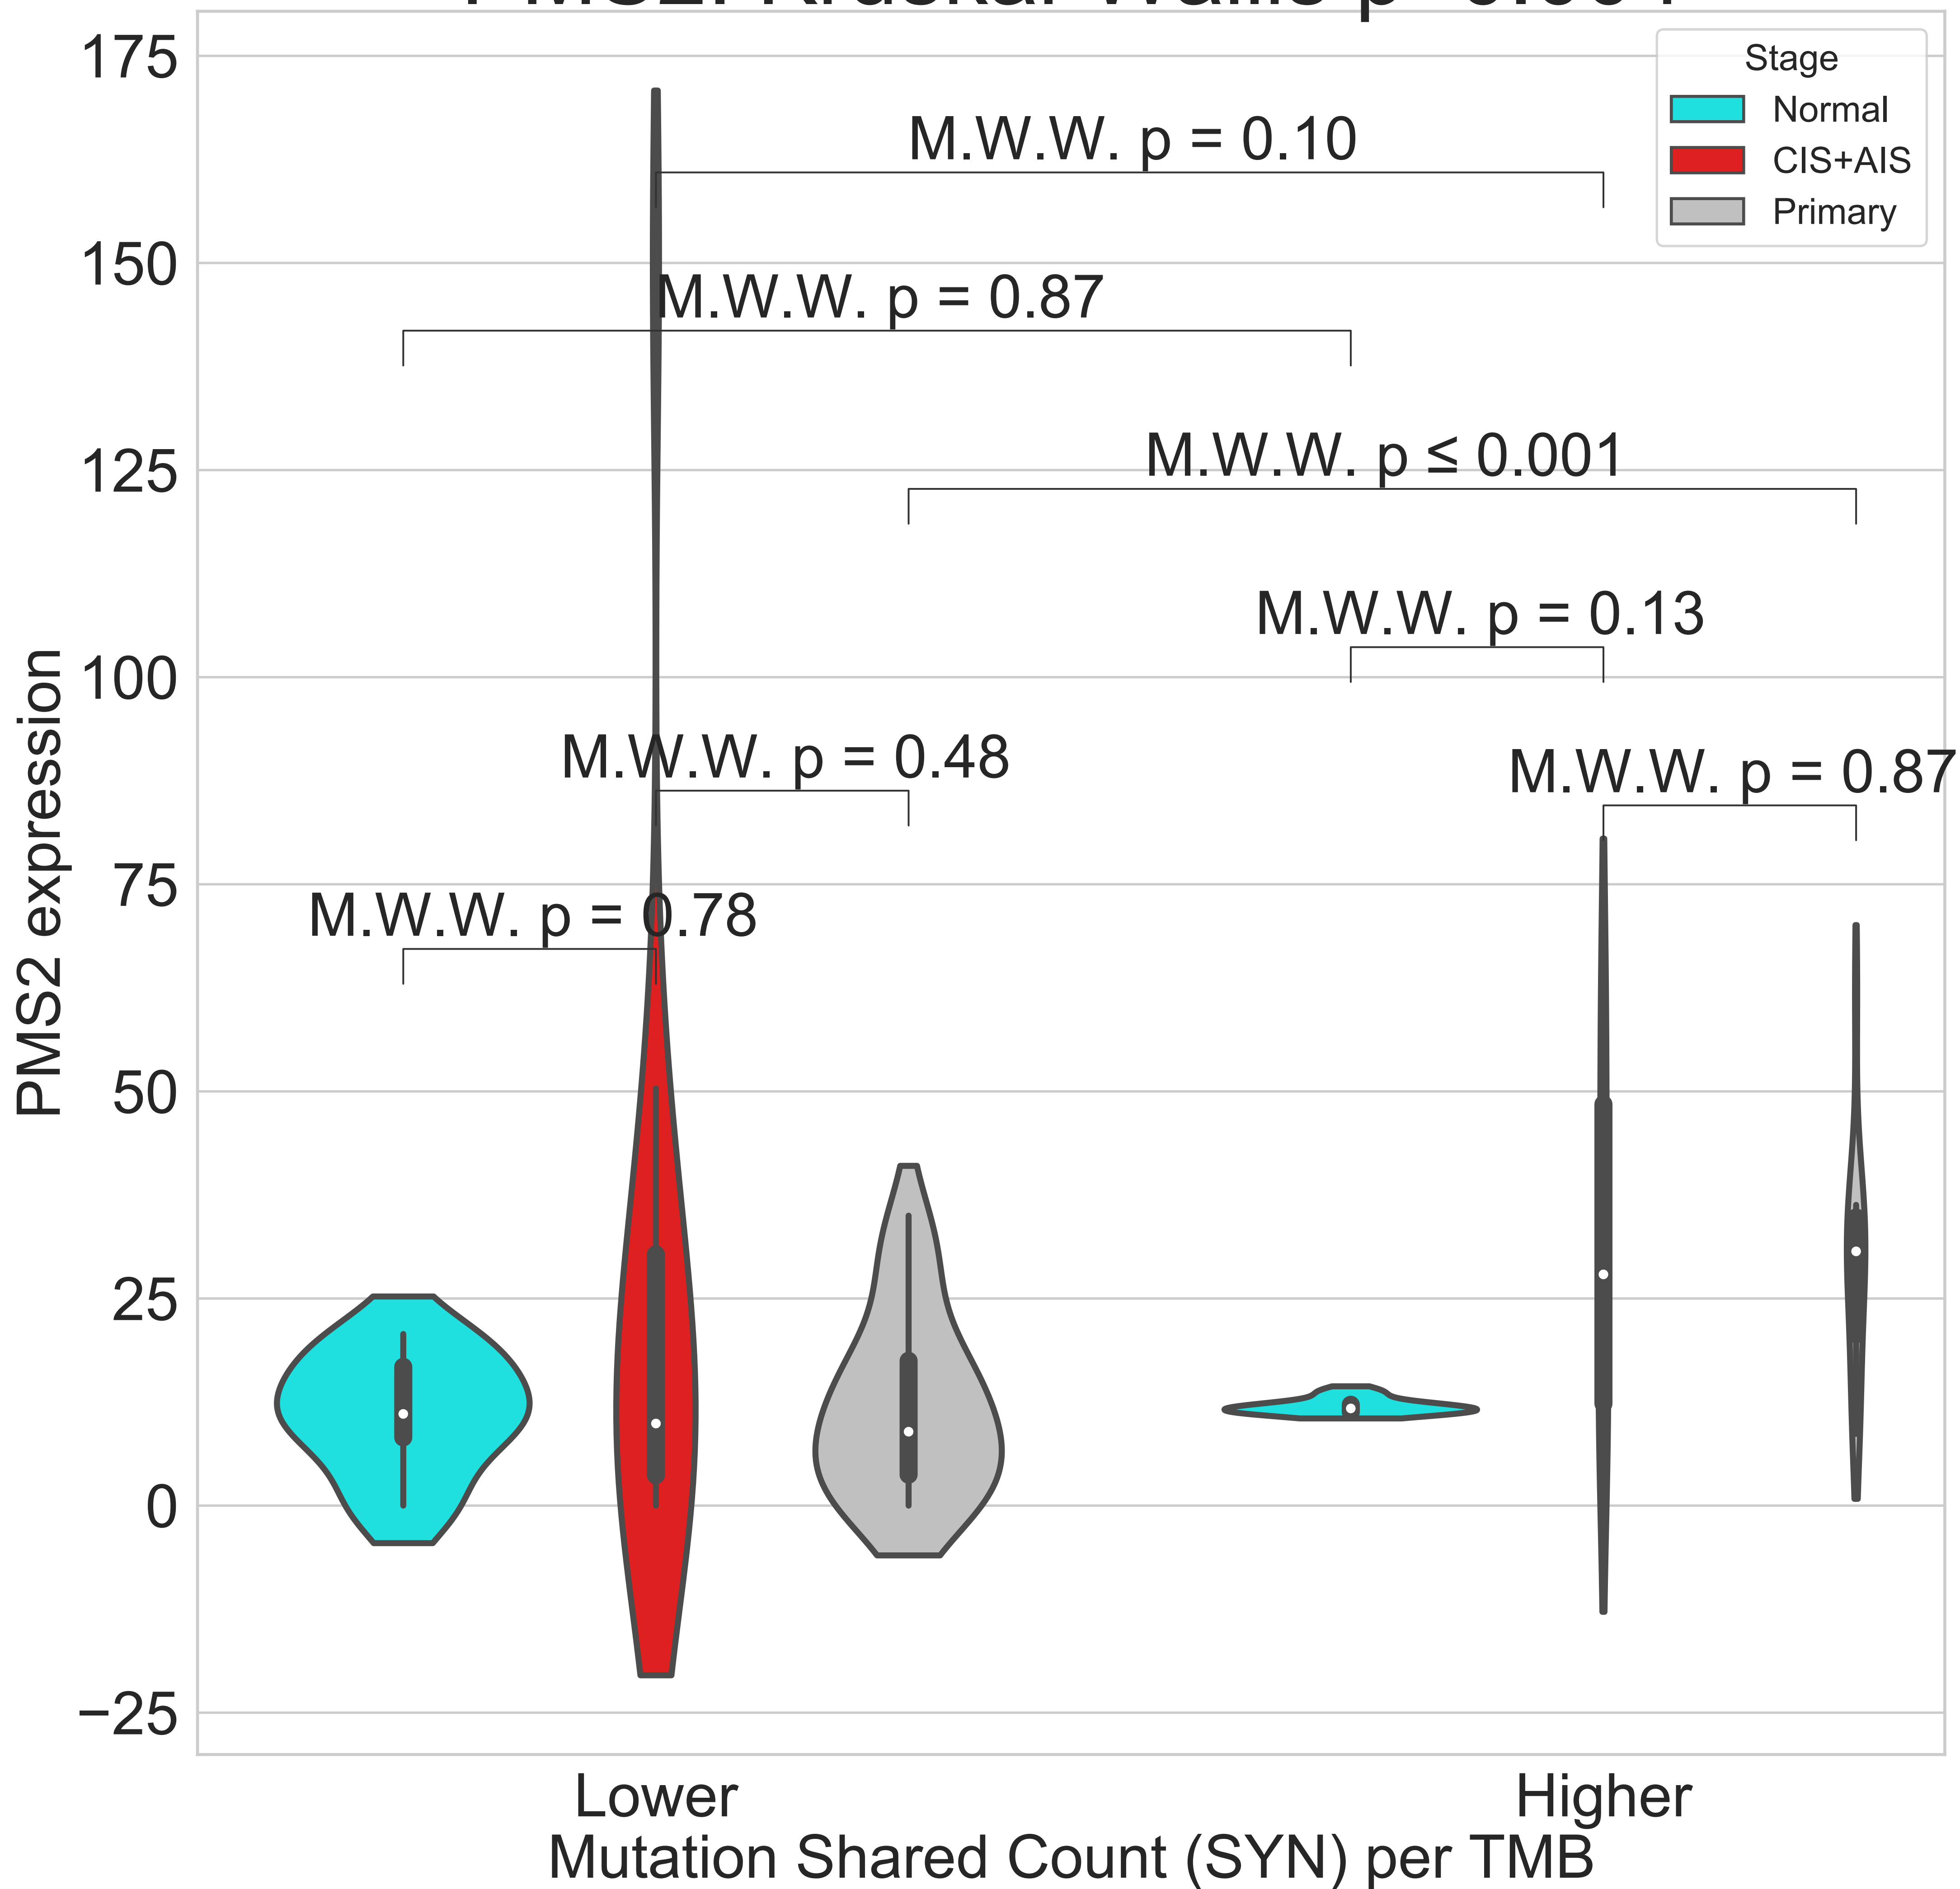 175
150
125
100
75
50
25
0
−25
PMS2 expression
Stage
Normal
CIS+AIS
Primary
M.W.W. p = 0.10
M.W.W. p = 0.87
M.W.W. p ≤ 0.001
M.W.W. p = 0.13
M.W.W. p = 0.48
M.W.W. p = 0.87
M.W.W. p = 0.78
Lower
Higher
Mutation Shared Count (SYN) per TMB